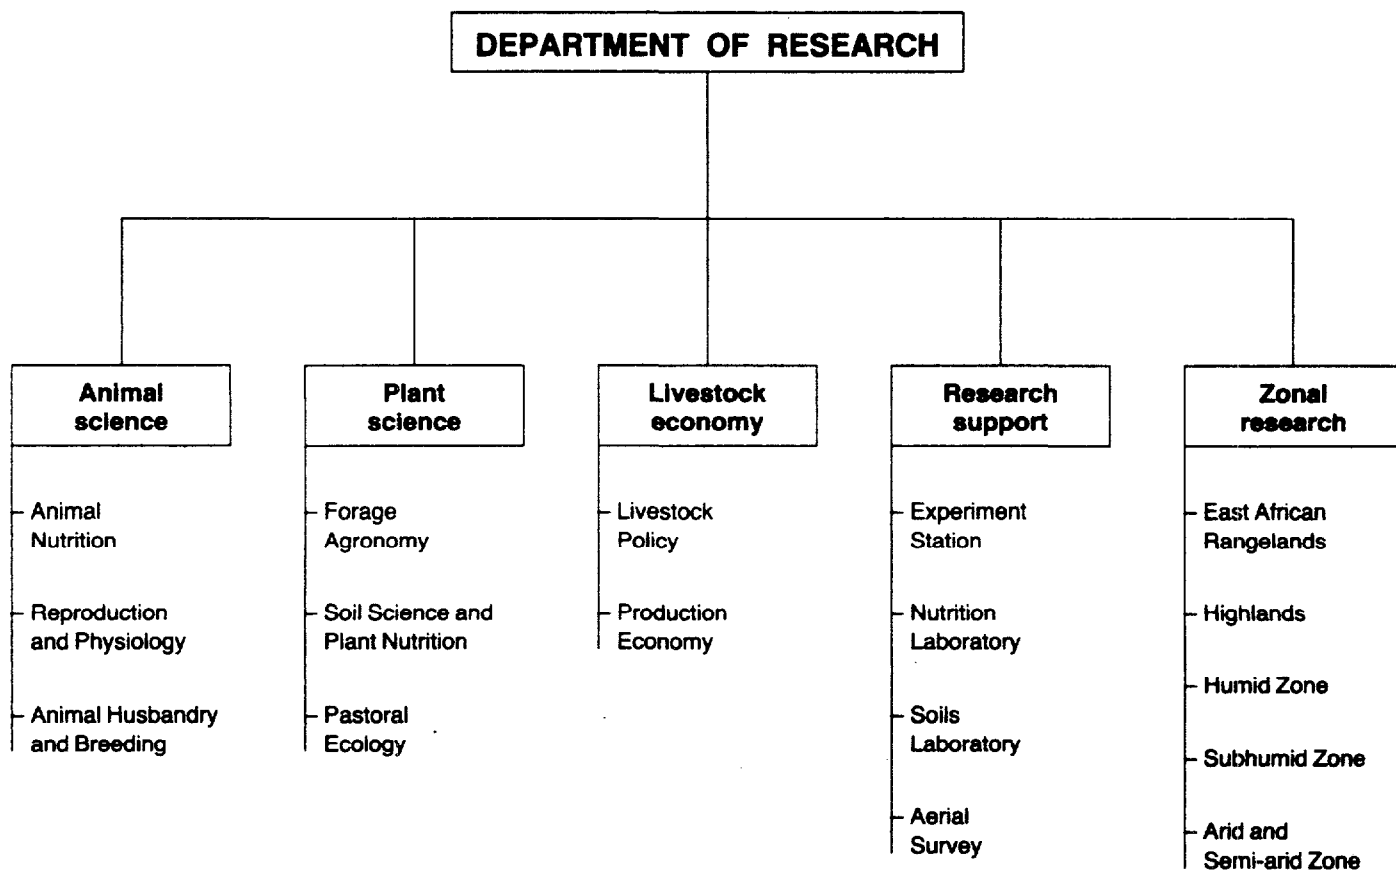 DEPARTMENT OF RESEARCH
Animal
science
Animal
Nutrition
Reproduction
and Physiology
Animal Husbandry
and Breeding
Plant
science
Forage
Agronomy
Soil Science and
Plant Nutrition
Pastoral
Ecology
Livestock
economy
Livestock
Policy
Production
Economy
Research
support
Experiment
Station
Nutrition
Laboratory
Soils
Laboratory
Aerial
Survey
Zonal
research
East African
Rangelands
Highlands
Humid Zone
Subhumid Zone
Arid and
Semi-arid Zone